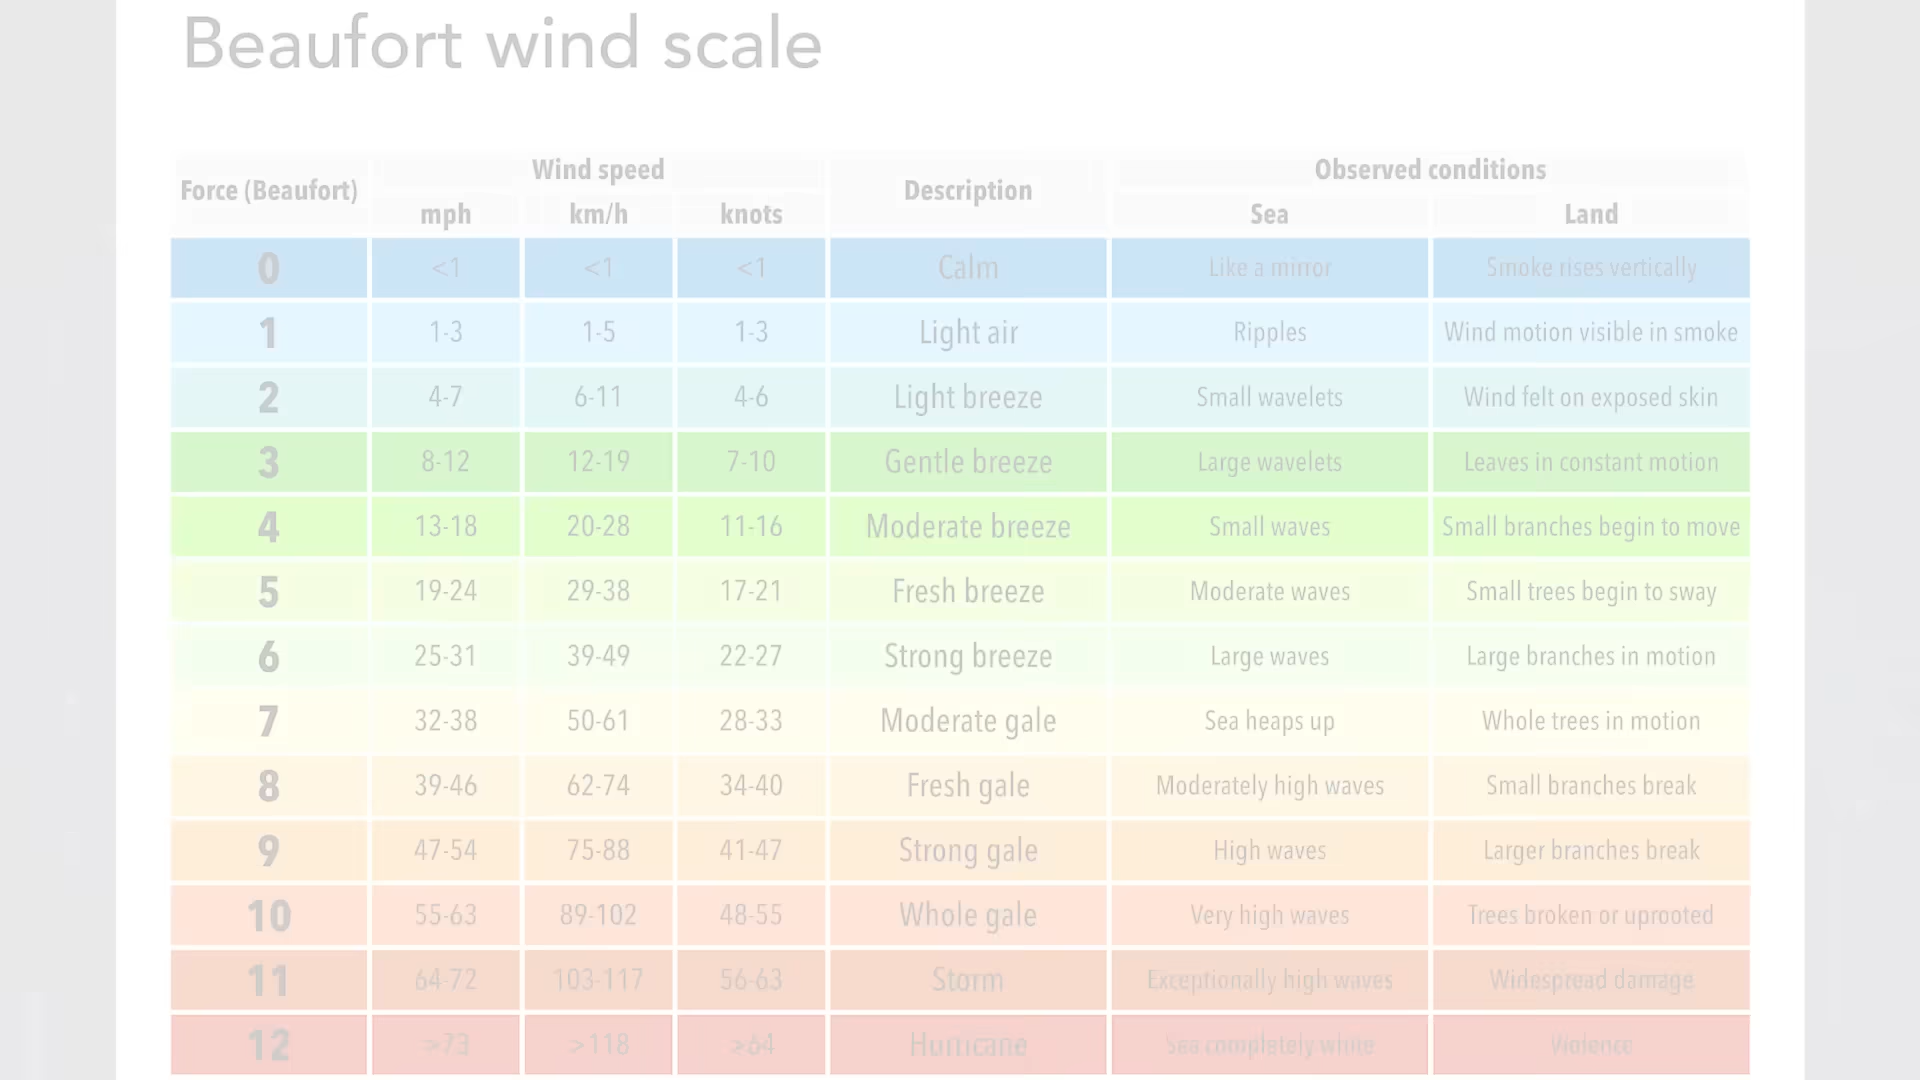 Beaufort wind scale
Force (Beaufort) Wind speed Description Observed conditions
mph km/h knots Sea Land
0 <1 <1 <1 Calm Like a mirror Smoke rises vertically
1 1-3 1-5 1-3 Light air Ripples Wind motion visible in smoke
2 4-7 6-11 4-6 Light breeze Small wavelets Wind felt on exposed skin
3 8-12 12-19 7-10 Gentle breeze Large wavelets Leaves in constant motion
4 13-18 20-28 11-16 Moderate breeze Small waves Small branches begin to move
5 19-24 29-38 17-21 Fresh breeze Moderate waves Small trees begin to sway
6 25-31 39-49 22-27 Strong breeze Large waves Large branches in motion
7 32-38 50-61 28-33 Moderate gale Sea heaps up Whole trees in motion
8 39-46 62-74 34-40 Fresh gale Moderately high waves Small branches break
9 47-54 75-88 41-47 Strong gale High waves Larger branches break
10 55-63 89-102 48-55 Whole gale Very high waves Trees broken or uprooted
11 64-72 103-117 56-63 Storm Exceptionally high waves Widespread damage
12 >73 >118 >64 Hurricane Sea completely white Violence